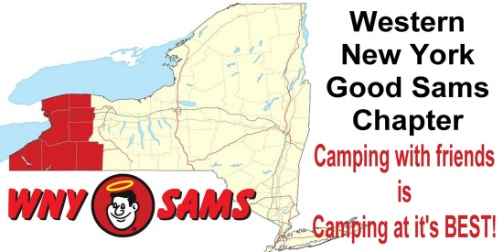 Western
New York
Good Sams
Chapter
Camping with friends
is
Camping at it's BEST!
WNY SAMS